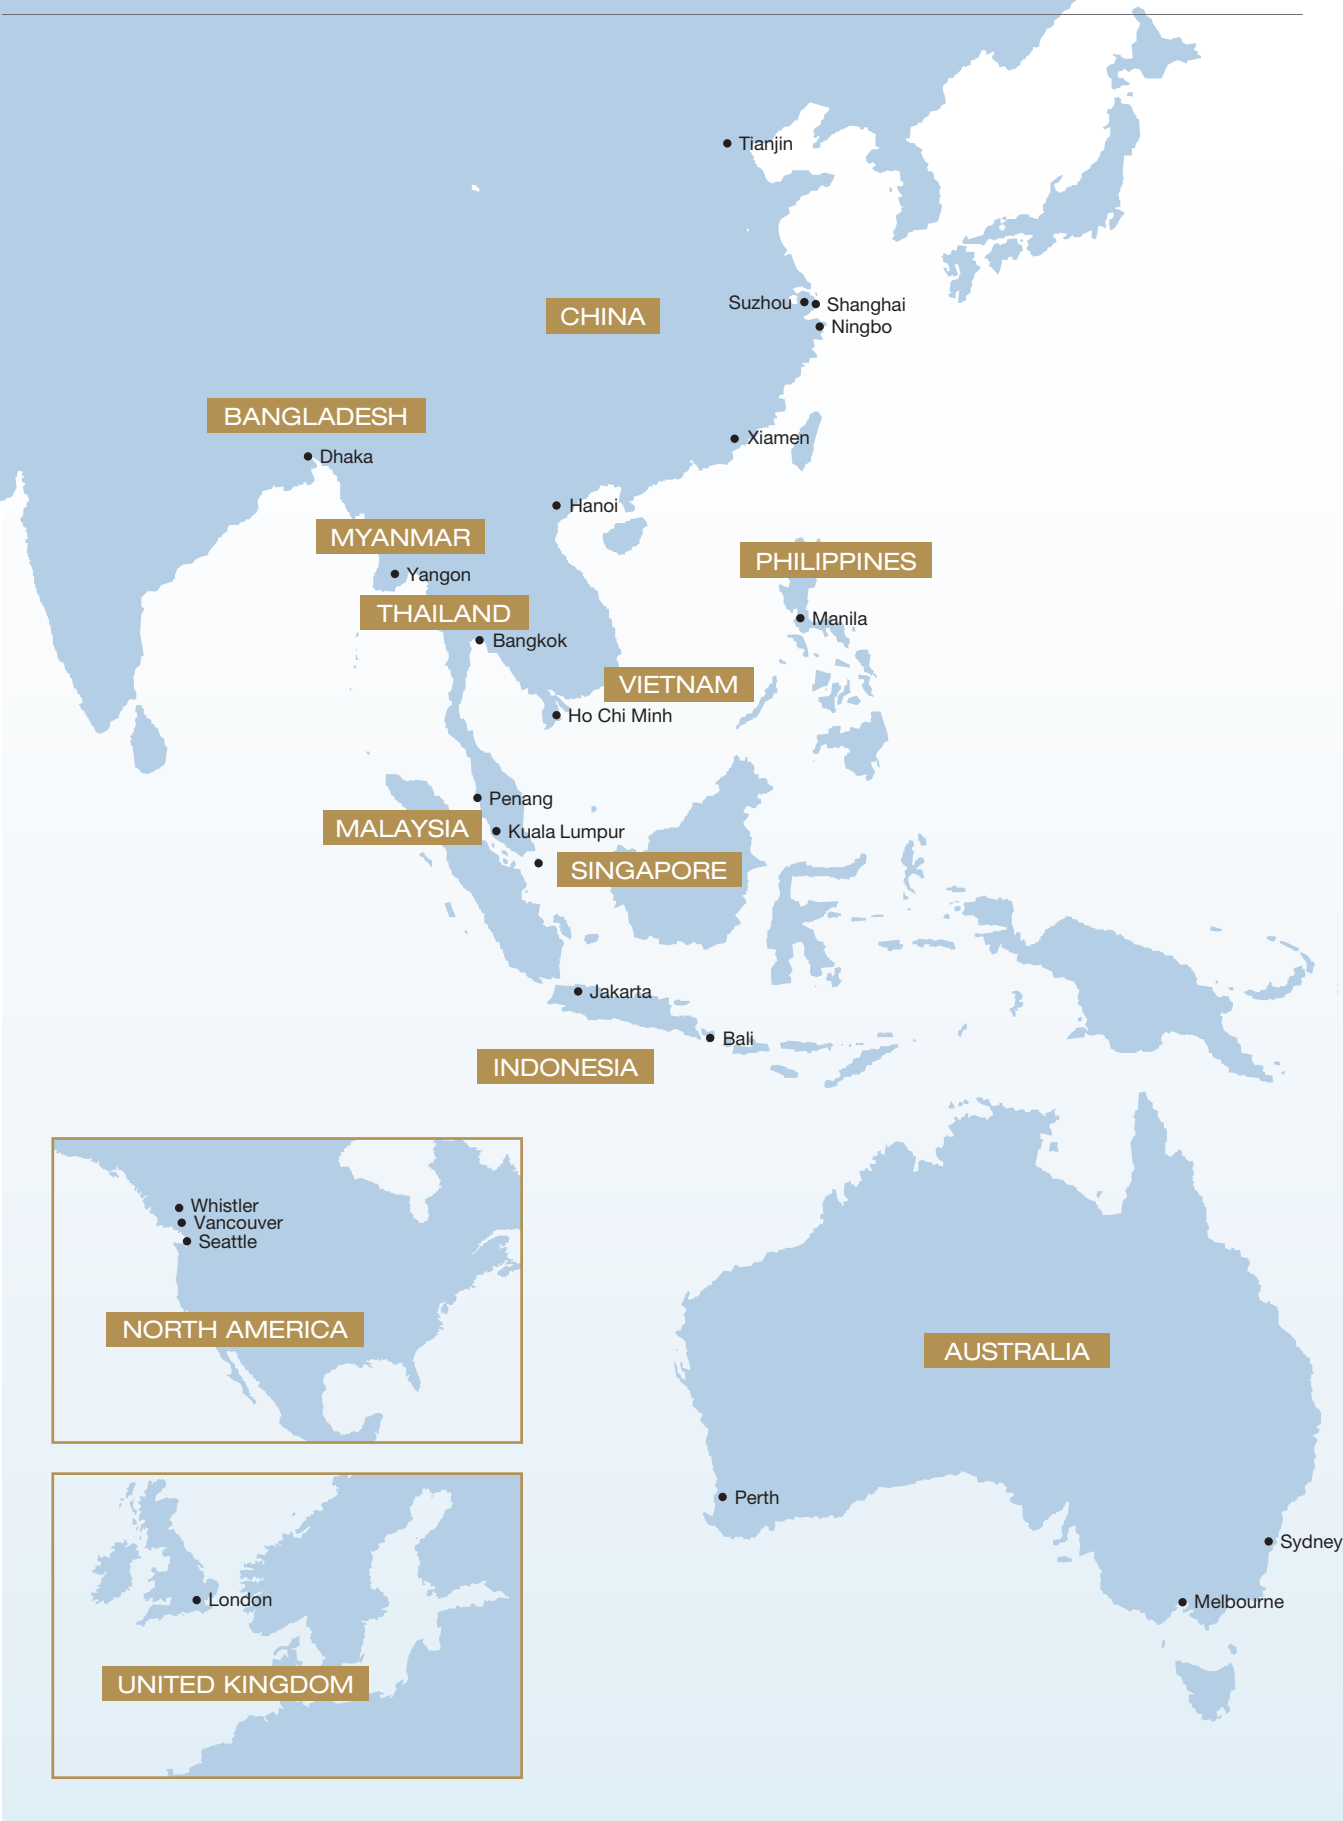 Tianjin
Suzhou
Shanghai
CHINA
Ningbo
BANGLADESH
Xiamen
Dhaka
Hanoi
MYANMAR
PHILIPPINES
Yangon
THAILAND
Manila
Bangkok
VIETNAM
Ho Chi Minh
Penang
MALAYSIA
Kuala Lumpur
SINGAPORE
Jakarta
Bali
INDONESIA
Whistler
Vancouver
Seattle
NORTH AMERICA
AUSTRALIA
Perth
Sydney
London
Melbourne
UNITED KINGDOM